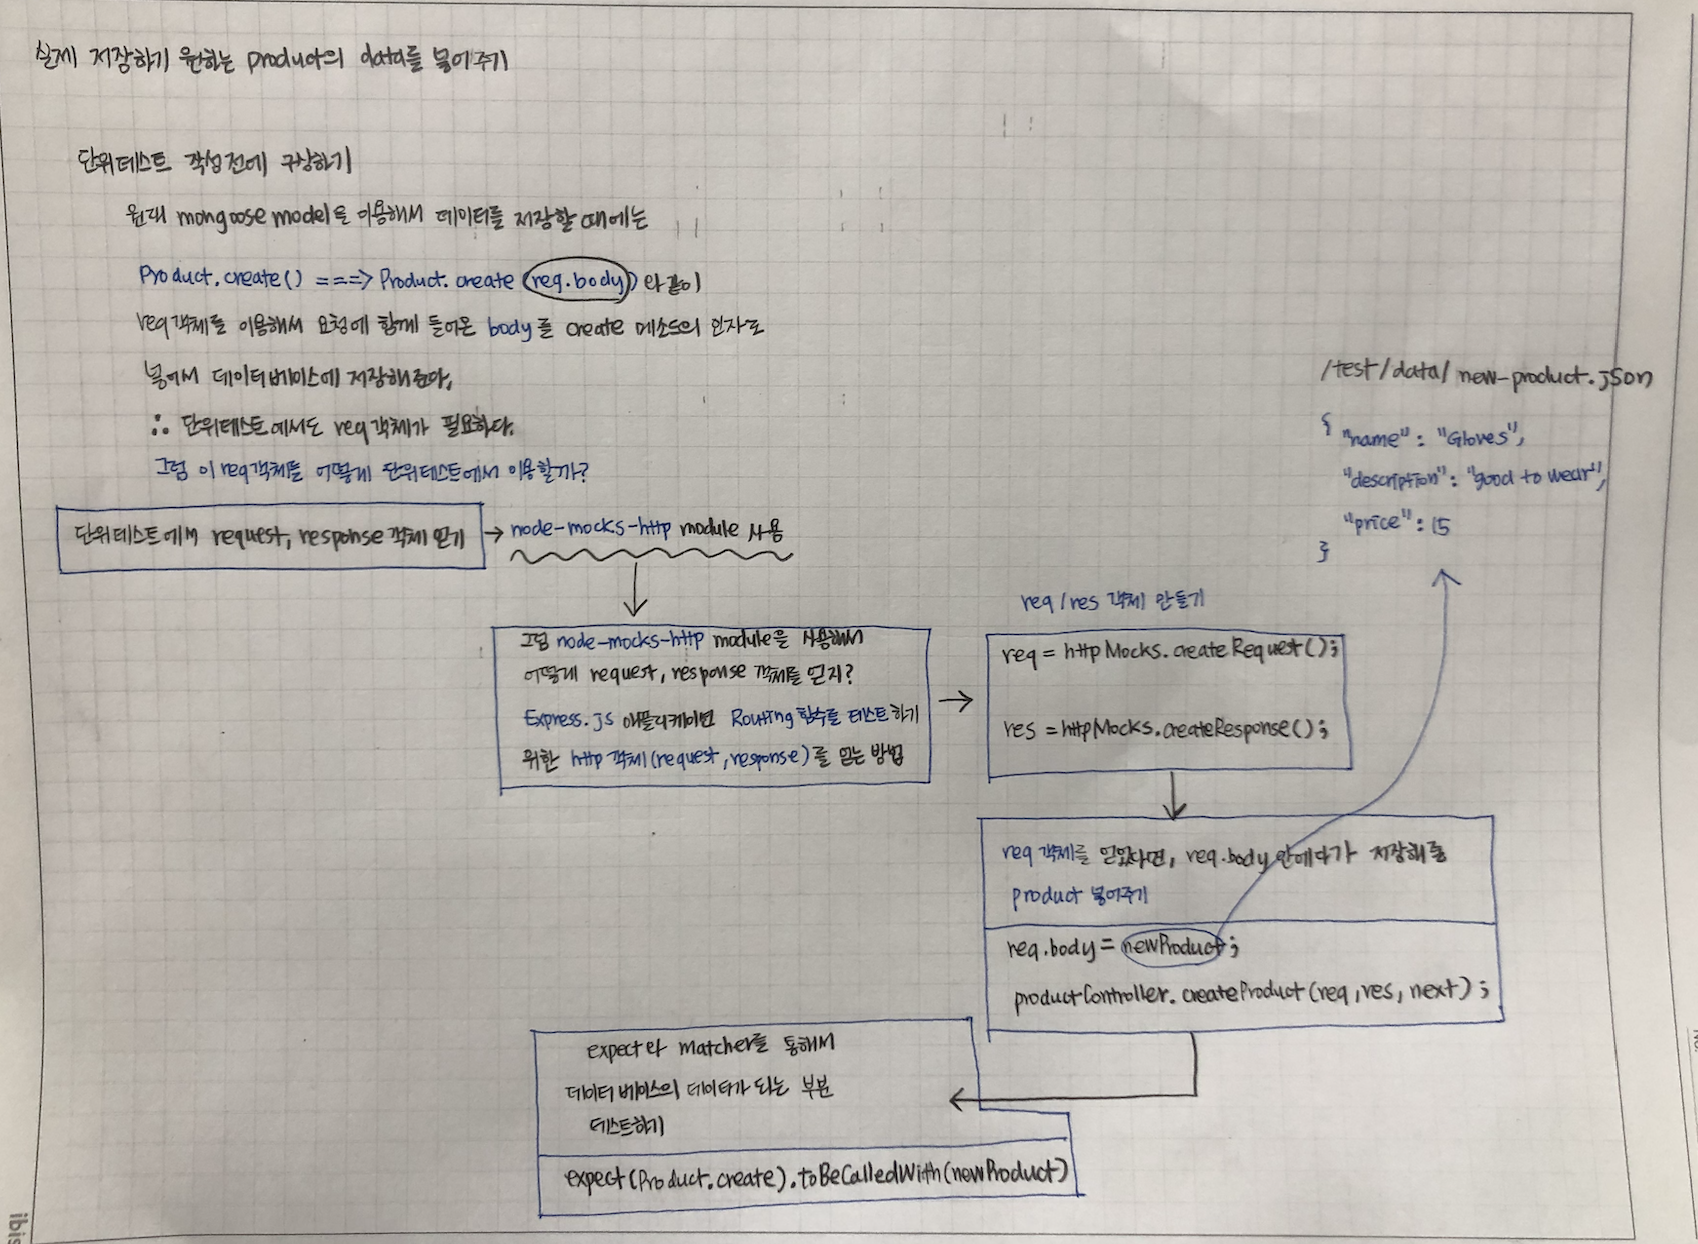 실제 저장하기 원하는 product의 data를 넣어주기
단위테스트 작성전에 구상하기
원래 mongoose model을 이용해서 데이터를 저장할 때에는
Product.create() ===> Product.create (req.body) 와 같이
req 객체를 이용해서 요청에 함께 들어온 body를 create 메소드의 인자로
넣어서 데이터베이스에 저장해준다,
∴ 단위테스트에서도 req 객체가 필요하다.
그럼 이 req 객체를 어떻게 단위테스트에서 이용할까?
단위테스트에서 request, response 객체 얻기 → node-mocks-http module 사용
그럼 node-mocks-http module을 사용해서
어떻게 request, response 객체를 얻지?
Express.js 애플리케이션 Routing 함수를 테스트하기
위한 http 객체(request, response)를 얻는 방법
req/res 객체 만들기
req = httpMocks.createRequest();
res = httpMocks.createResponse();
/test/data/new-product.json
{ "name": "Gloves",
"description": "good to wear",
"price": 15
}
req 객체를 얻었다면, req.body 안에다가 저장해줄
product 넣어주기
req.body = newProduct;
productController.createProduct(req, res, next);
expect와 matcher를 통해서
데이터베이스의 데이터가 되는 부분
테스트하기
expect(Product.create).toBeCalledWith(newProduct)
ibis